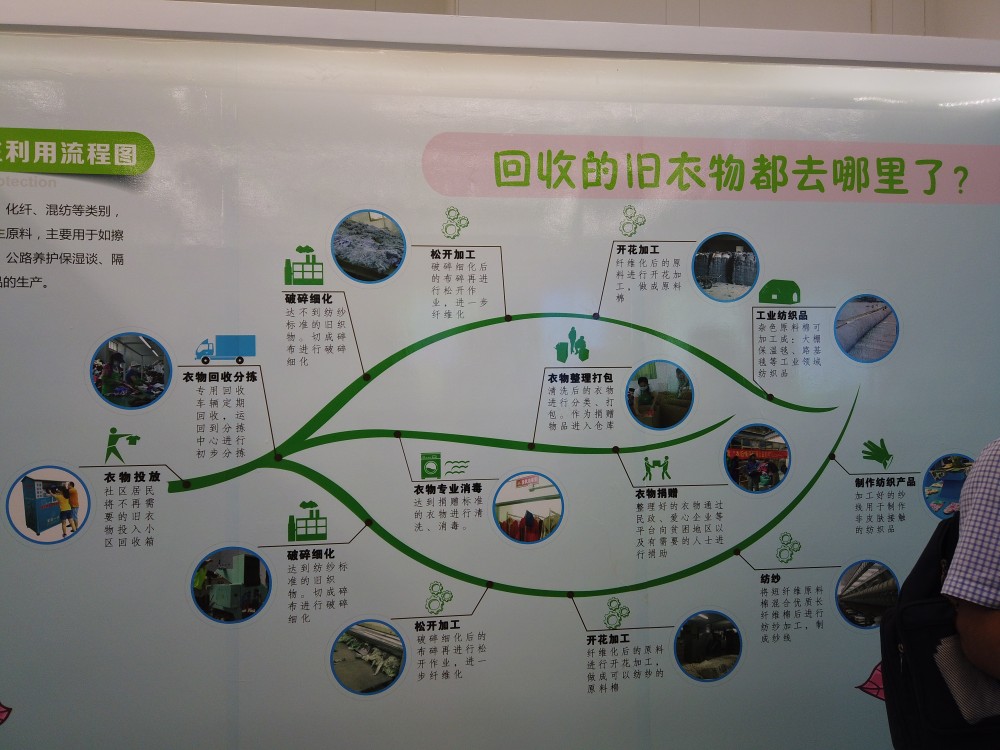 利用流程图
otection
化纤、混纺等类别，
原料，主要用于如擦
公路养护保湿谈、隔
品的生产。
回收的旧衣物都去哪里了？
衣物投放
社区居民
将不再需
要的旧衣
物投入小
区回收箱
衣物回收分拣
专用回收
车辆定期
回收，运
回到分拣
中心进行
初步分拣
破碎细化
达不到纺纱
标准的旧织
物。切成碎
布进行破碎
细化
松开加工
破碎细化后
的布碎再进
行松开作
业，进一步
纤维化
开花加工
纤维化后的原
料进行开花加
工，做成原料
棉
工业纺织品
杂色原料棉可
加工成：大棚
保温毯、路基
毯等工业领域
纺织品
衣物专业消毒
达到捐赠标准
的衣物进行清
洗、消毒。
衣物整理打包
清洗后的衣物
进行分类、打
包。作为捐赠
物品进入仓库
衣物捐赠
整理好的衣物通过
民政、爱心企业等
平台向贫困地区以
及有需要的人士进
行捐助
破碎细化
达到纺纱标
准的旧织
物。切成碎
布进行破碎
细化
松开加工
破碎细化后的
布碎再进行松
开作业，进一
步纤维化
开花加工
纤维化后的原料
进行开花加工，
做成可以纺纱的
原料棉
纺纱
将短纤维原料
棉混合优质长
纤维棉后进行
纺纱加工，制
成纱线
制作纺织产品
加工好的纱
线用于制作
非皮肤接触
的纺织品